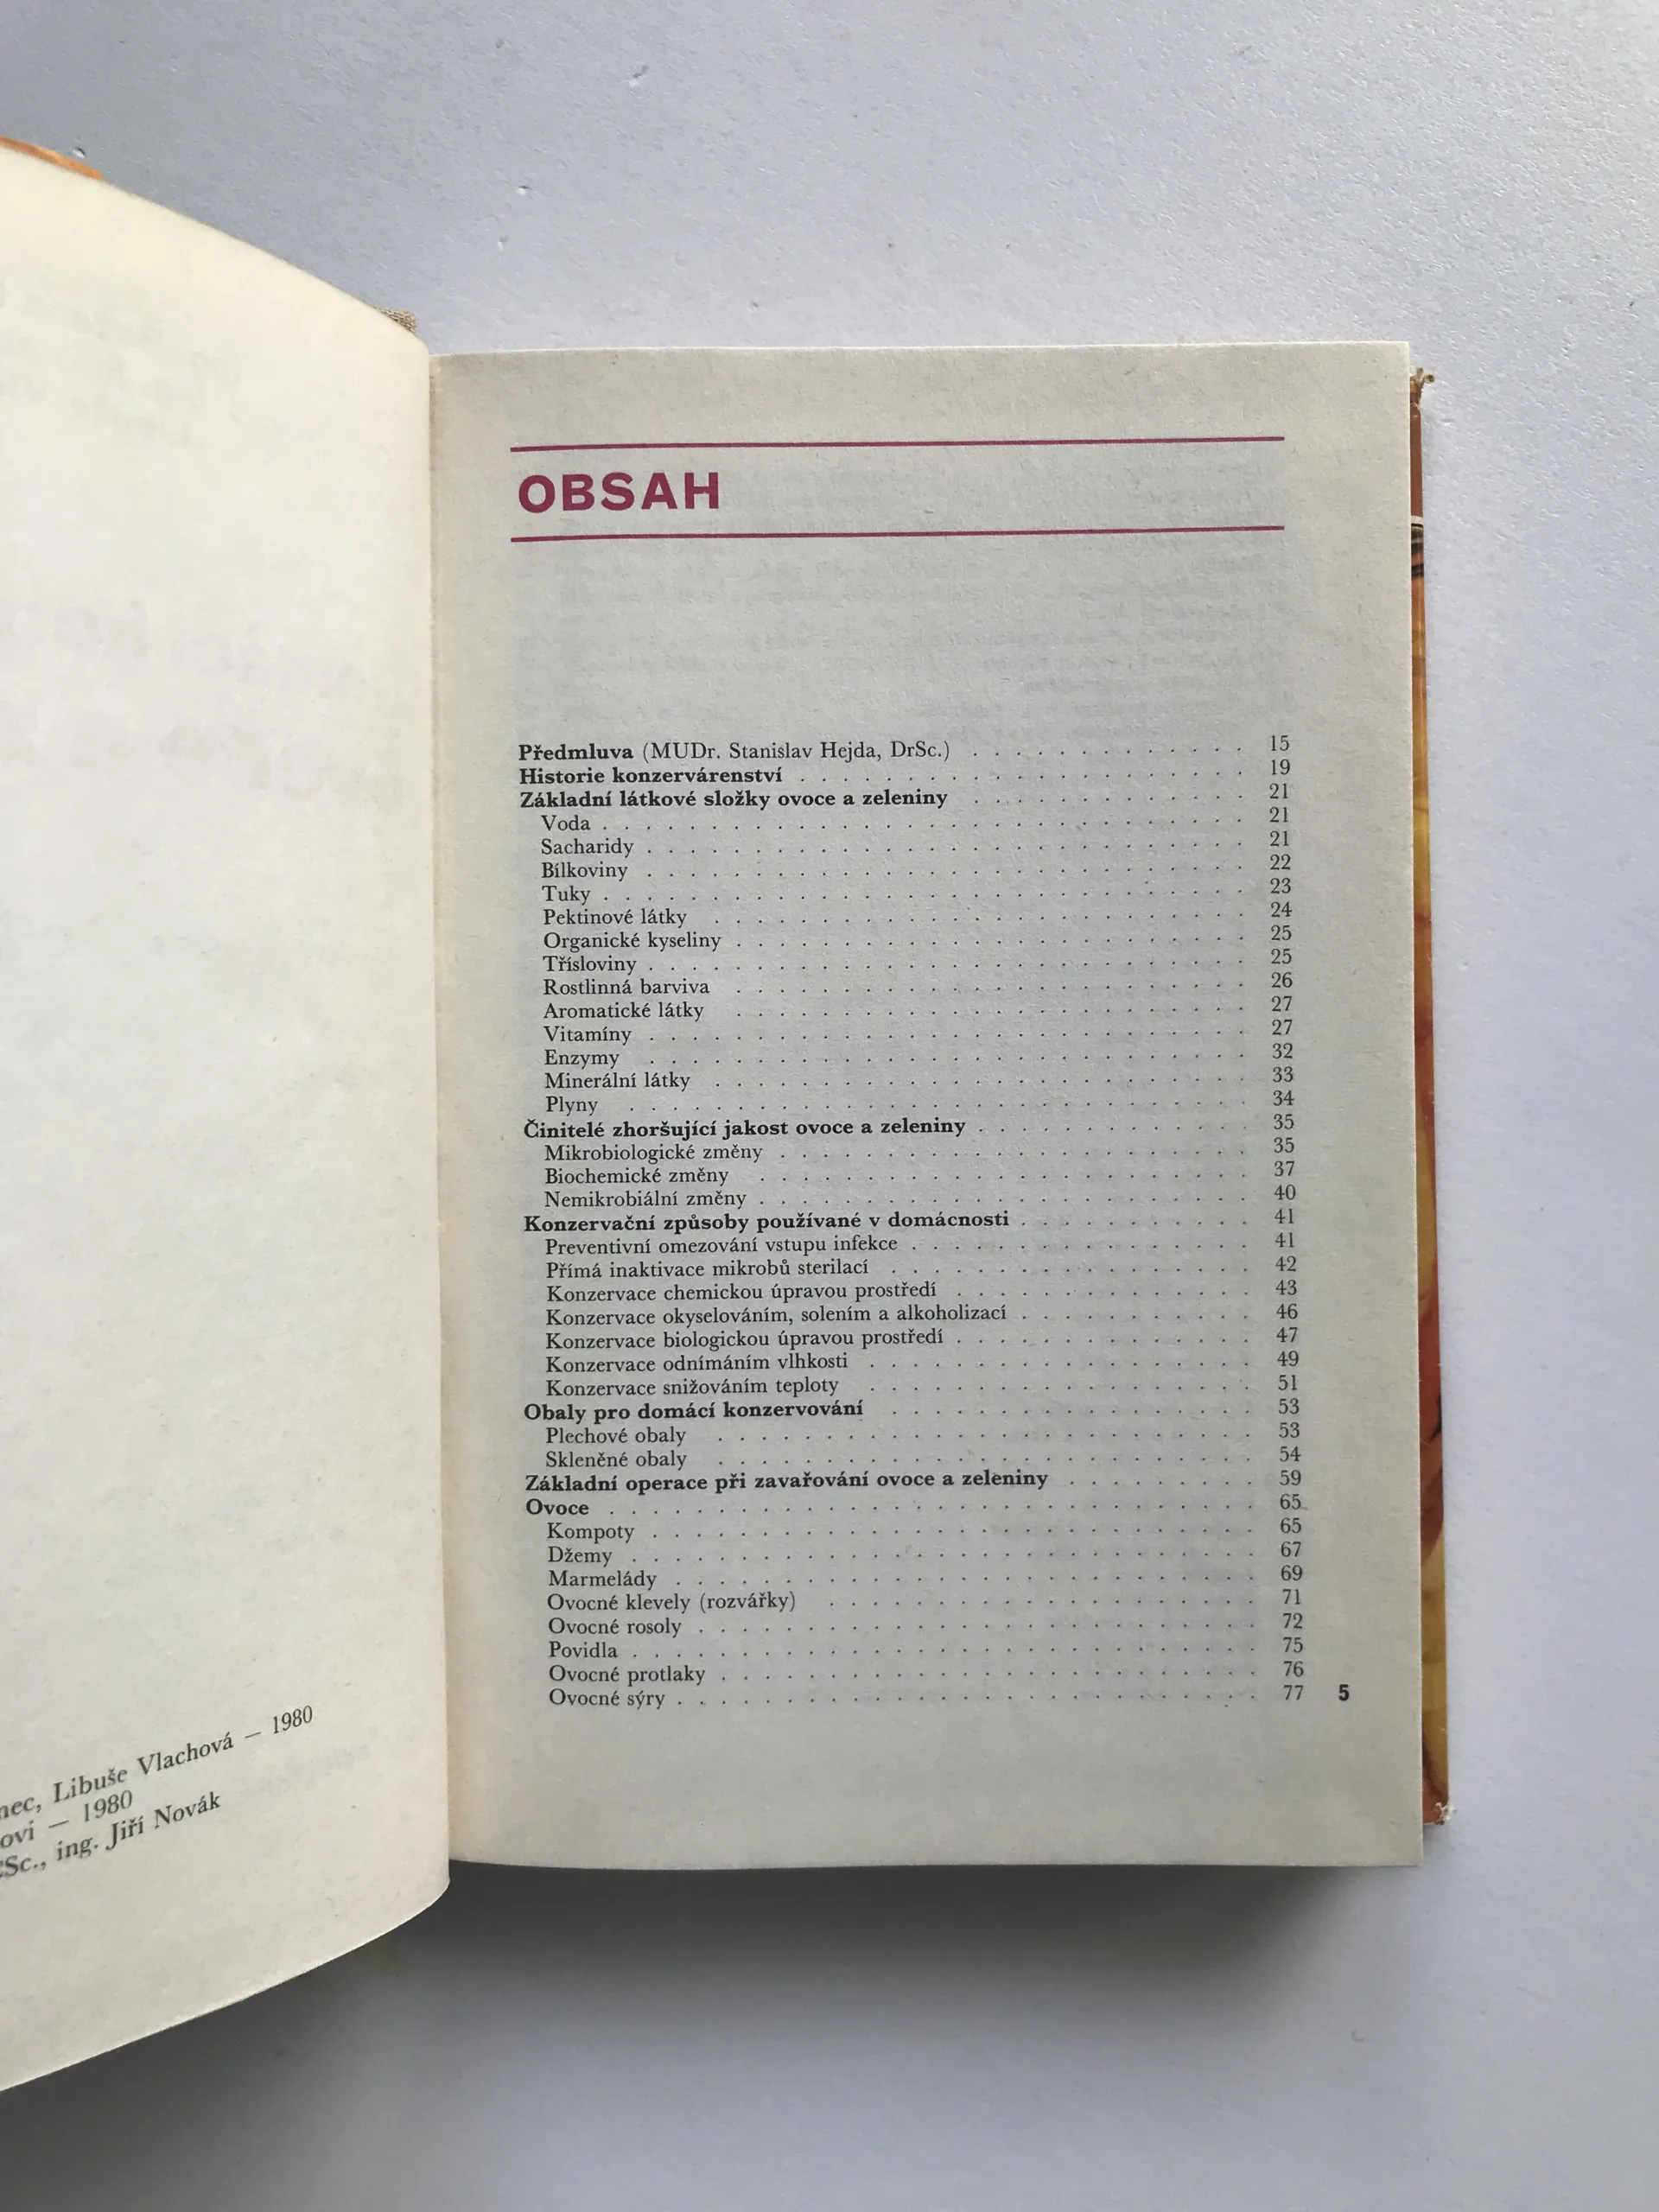 nec, Libuše Vlachová — 1980
ovi — 1980
Sc., ing. Jiří Novák
OBSAH
Předmluva (MUDr. Stanislav Hejda, DrSc.) . . . . . . . . . . . . . 15
Historie konzervárenství . . . . . . . . . . . . . . . . . . . . . 19
Základní látkové složky ovoce a zeleniny . . . . . . . . . . . . . 21
Voda . . . . . . . . . . . . . . . . . . . . . . . . . . . . . . 21
Sacharidy . . . . . . . . . . . . . . . . . . . . . . . . . . . . 21
Bílkoviny . . . . . . . . . . . . . . . . . . . . . . . . . . . . 22
Tuky . . . . . . . . . . . . . . . . . . . . . . . . . . . . . . 23
Pektinové látky . . . . . . . . . . . . . . . . . . . . . . . . . 24
Organické kyseliny . . . . . . . . . . . . . . . . . . . . . . . . 25
Třísloviny . . . . . . . . . . . . . . . . . . . . . . . . . . . . 25
Rostlinná barviva . . . . . . . . . . . . . . . . . . . . . . . . 26
Aromatické látky . . . . . . . . . . . . . . . . . . . . . . . . 27
Vitamíny . . . . . . . . . . . . . . . . . . . . . . . . . . . . 27
Enzymy . . . . . . . . . . . . . . . . . . . . . . . . . . . . 32
Minerální látky . . . . . . . . . . . . . . . . . . . . . . . . . 33
Plyny . . . . . . . . . . . . . . . . . . . . . . . . . . . . . 34
Činitelé zhoršující jakost ovoce a zeleniny . . . . . . . . . . . . . 35
Mikrobiologické změny . . . . . . . . . . . . . . . . . . . . . . 35
Biochemické změny . . . . . . . . . . . . . . . . . . . . . . . 37
Nemikrobiální změny . . . . . . . . . . . . . . . . . . . . . . . 40
Konzervační způsoby používané v domácnosti . . . . . . . . . . . 41
Preventivní omezování vstupu infekce . . . . . . . . . . . . . . . . 41
Přímá inaktivace mikrobů sterilací . . . . . . . . . . . . . . . . . 42
Konzervace chemickou úpravou prostředí . . . . . . . . . . . . . . 43
Konzervace okyselováním, solením a alkoholizací . . . . . . . . . . . 46
Konzervace biologickou úpravou prostředí . . . . . . . . . . . . . . 47
Konzervace odnímáním vlhkosti . . . . . . . . . . . . . . . . . . 49
Konzervace snižováním teploty . . . . . . . . . . . . . . . . . . 51
Obaly pro domácí konzervování . . . . . . . . . . . . . . . . . 53
Plechové obaly . . . . . . . . . . . . . . . . . . . . . . . . . 53
Skleněné obaly . . . . . . . . . . . . . . . . . . . . . . . . . 54
Základní operace při zavařování ovoce a zeleniny . . . . . . . . . 59
Ovoce . . . . . . . . . . . . . . . . . . . . . . . . . . . . . . 65
Kompoty . . . . . . . . . . . . . . . . . . . . . . . . . . . . 65
Džemy . . . . . . . . . . . . . . . . . . . . . . . . . . . . . 67
Marmelády . . . . . . . . . . . . . . . . . . . . . . . . . . . 69
Ovocné klevely (rozvářky) . . . . . . . . . . . . . . . . . . . . 71
Ovocné rosoly . . . . . . . . . . . . . . . . . . . . . . . . . . 72
Povidla . . . . . . . . . . . . . . . . . . . . . . . . . . . . . 75
Ovocné protlaky . . . . . . . . . . . . . . . . . . . . . . . . . 76
Ovocné sýry . . . . . . . . . . . . . . . . . . . . . . . . . . . 77
5